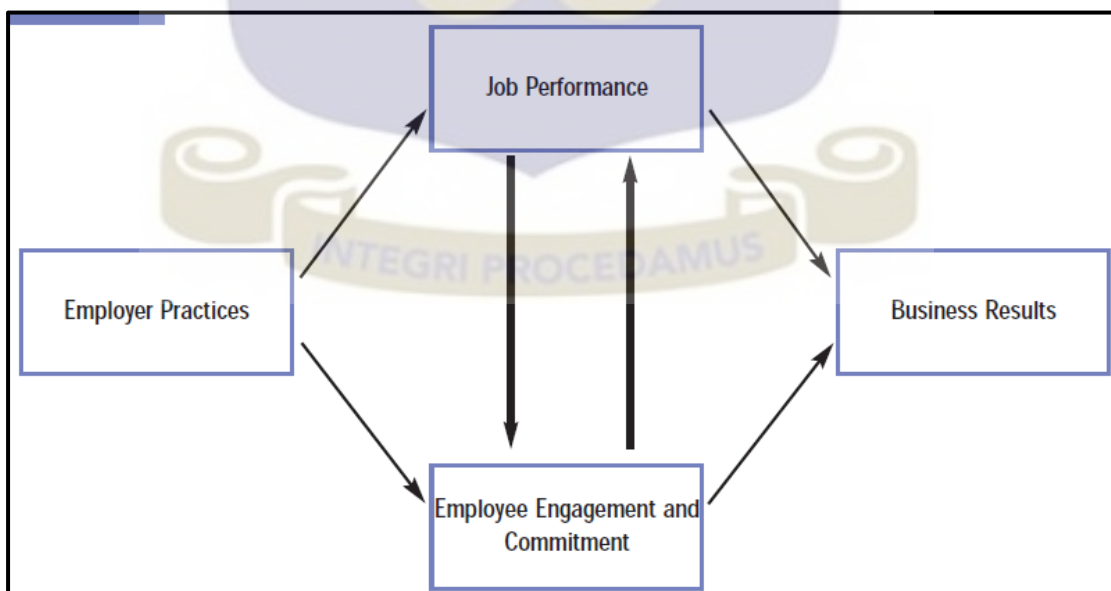 Job Performance
INTEGRI PROCEDAMUS
Employer Practices
Business Results
Employee Engagement and
Commitment